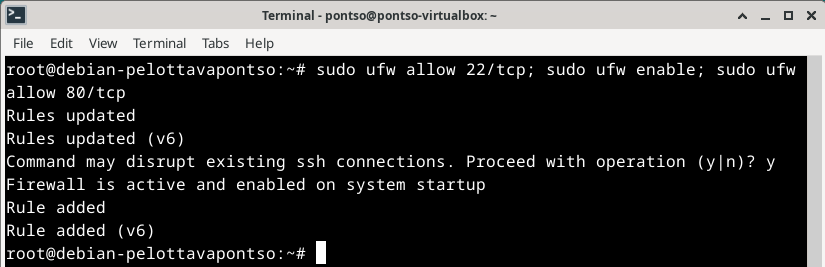 Terminal - pontso@pontso-virtualbox: ~
File Edit View Terminal Tabs Help
root@debian-pelottavapontso:~# sudo ufw allow 22/tcp; sudo ufw enable; sudo ufw
allow 80/tcp
Rules updated
Rules updated (v6)
Command may disrupt existing ssh connections. Proceed with operation (y|n)? y
Firewall is active and enabled on system startup
Rule added
Rule added (v6)
root@debian-pelottavapontso:~#